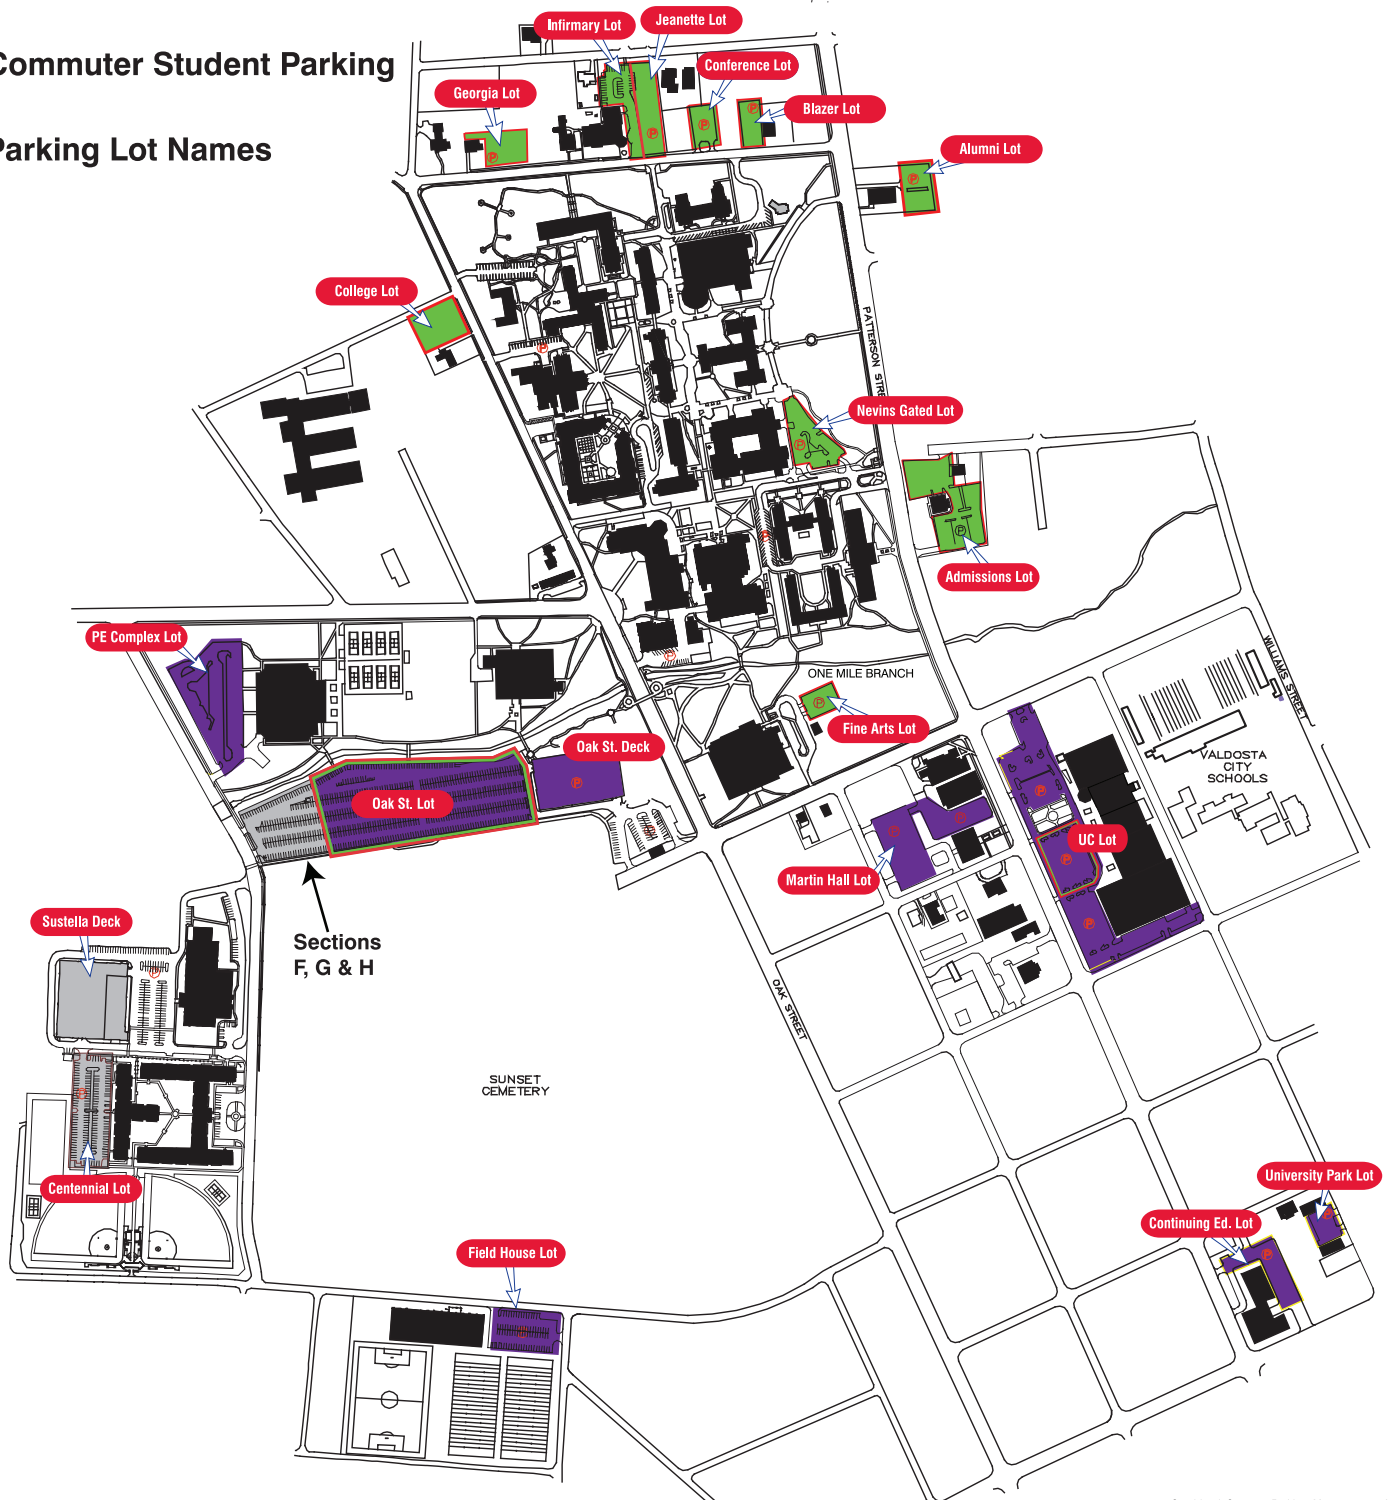 Commuter Student Parking
Parking Lot Names
Infirmary Lot
Jeanette Lot
Conference Lot
Georgia Lot
Blazer Lot
Alumni Lot
College Lot
PATTERSON STREET
Nevins Gated Lot
Admissions Lot
PE Complex Lot
WILLIAMS STREET
ONE MILE BRANCH
Fine Arts Lot
Oak St. Deck
VALDOSTA
CITY
SCHOOLS
Oak St. Lot
UC Lot
Martin Hall Lot
Sustella Deck
Sections
F, G & H
OAK STREET
SUNSET
CEMETERY
Centennial Lot
University Park Lot
Continuing Ed. Lot
Field House Lot